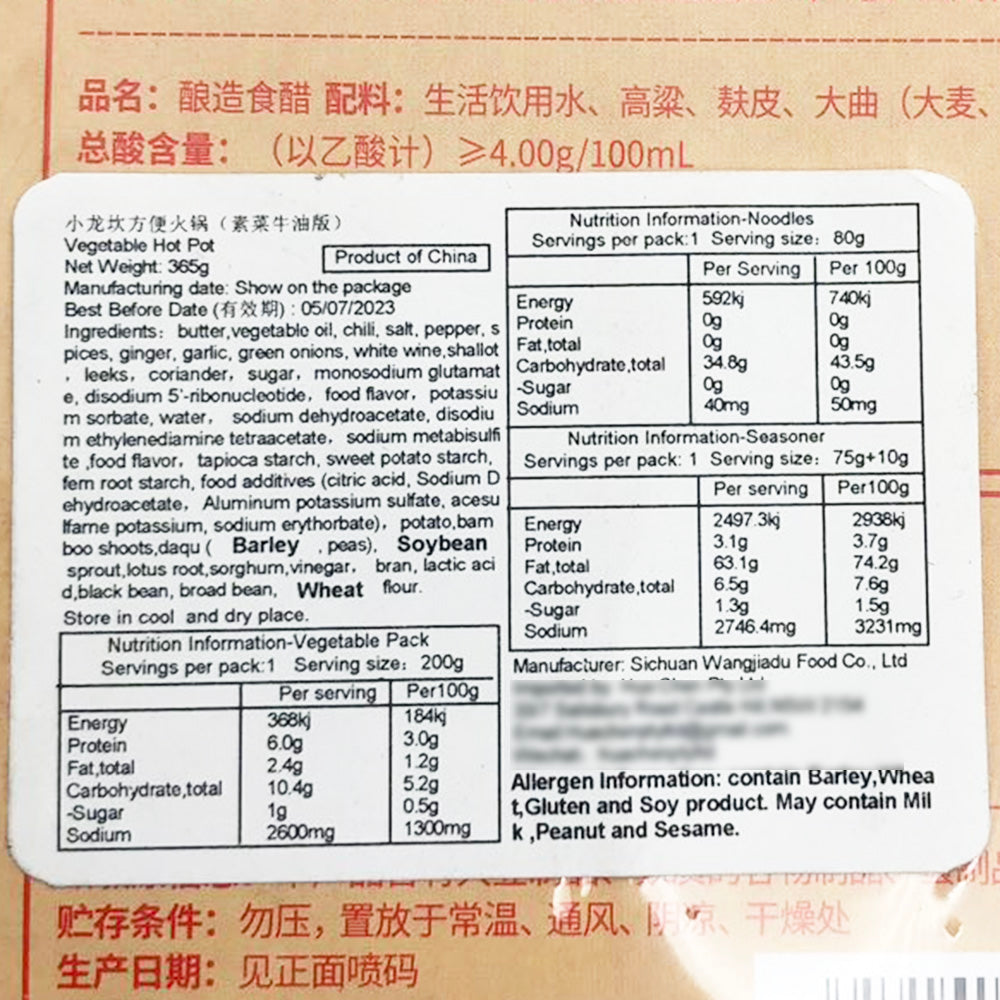 品名：酿造食醋 配料：生活饮用水、高粱、麸皮、大曲（大麦、
总酸含量：（以乙酸计）≥4.00g/100mL
小龙坎方便火锅（素菜牛油版）
Vegetable Hot Pot
Net Weight: 365g
Product of China
Manufacturing date: Show on the package
Best Before Date (有效期) : 05/07/2023
Ingredients： butter,vegetable oil, chili, salt, pepper, s
pices, ginger, garlic, green onions, white wine,shallot
， leeks， coriander， sugar， monosodium glutamat
e, disodium 5'-ribonucleotide， food flavor， potassiu
m sorbate, water， sodium dehydroacetate, disodiu
m ethylenediamine tetraacetate， sodium metabisulfi
te ,food flavor， tapioca starch, sweet potato starch,
fern root starch, food additives (citric acid, Sodium D
ehydroacetate， Aluminum potassium sulfate, acesu
lfame potassium, sodium erythorbate)， potato,bam
boo shoots,daqu ( Barley , peas), Soybean
sprout,lotus root,sorghum,vinegar， bran, lactic aci
d,black bean, broad bean, Wheat flour.
Store in cool and dry place.
Nutrition Information-Vegetable Pack
Servings per pack:1 Serving size：200g
Per serving Per100g
Energy 368kj 184kj
Protein 6.0g 3.0g
Fat,total 2.4g 1.2g
Carbohydrate,total 10.4g 5.2g
-Sugar 1g 0.5g
Sodium 2600mg 1300mg
Nutrition Information-Noodles
Servings per pack:1 Serving size：80g
Per Serving Per 100g
Energy 592kj 740kj
Protein 0g 0g
Fat,total 0g 0g
Carbohydrate,total 34.8g 43.5g
-Sugar 0g 0g
Sodium 40mg 50mg
Nutrition Information-Seasoner
Servings per pack: 1 Serving size：75g+10g
Per serving Per100g
Energy 2497.3kj 2938kj
Protein 3.1g 3.7g
Fat,total 63.1g 74.2g
Carbohydrate,total 6.5g 7.6g
-Sugar 1.3g 1.5g
Sodium 2746.4mg 3231mg
Manufacturer: Sichuan Wangjiadu Food Co., Ltd
Allergen Information: contain Barley,Whea
t,Gluten and Soy product. May contain Mil
k ,Peanut and Sesame.
贮存条件：勿压，置放于常温、通风、阴凉、干燥处
生产日期：见正面喷码